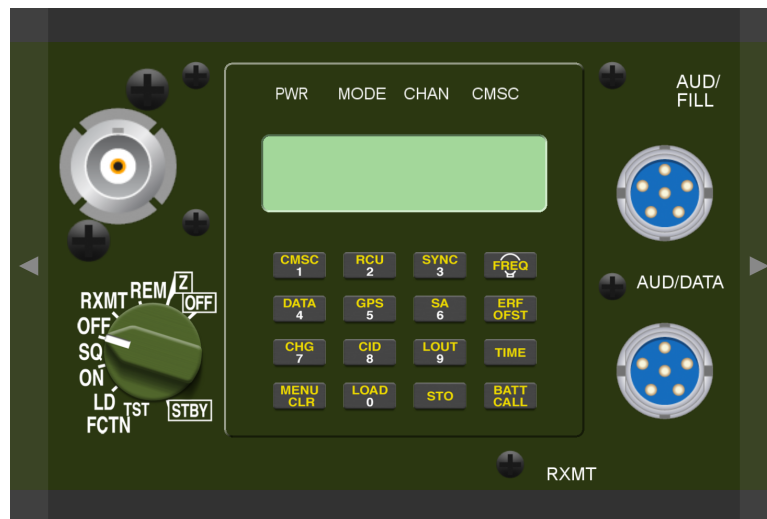 PWR MODE CHAN CMSC
AUD/
FILL
CMSC RCU SYNC FREQ
1 2 3
DATA GPS SA ERF
4 5 6 OFST
CHG CID LOUT TIME
7 8 9
MENU LOAD STO BATT
CLR 0 CALL
AUD/DATA
REM Z
RXMT OFF
OFF
SQ
ON
LD TST STBY
FCTN
RXMT